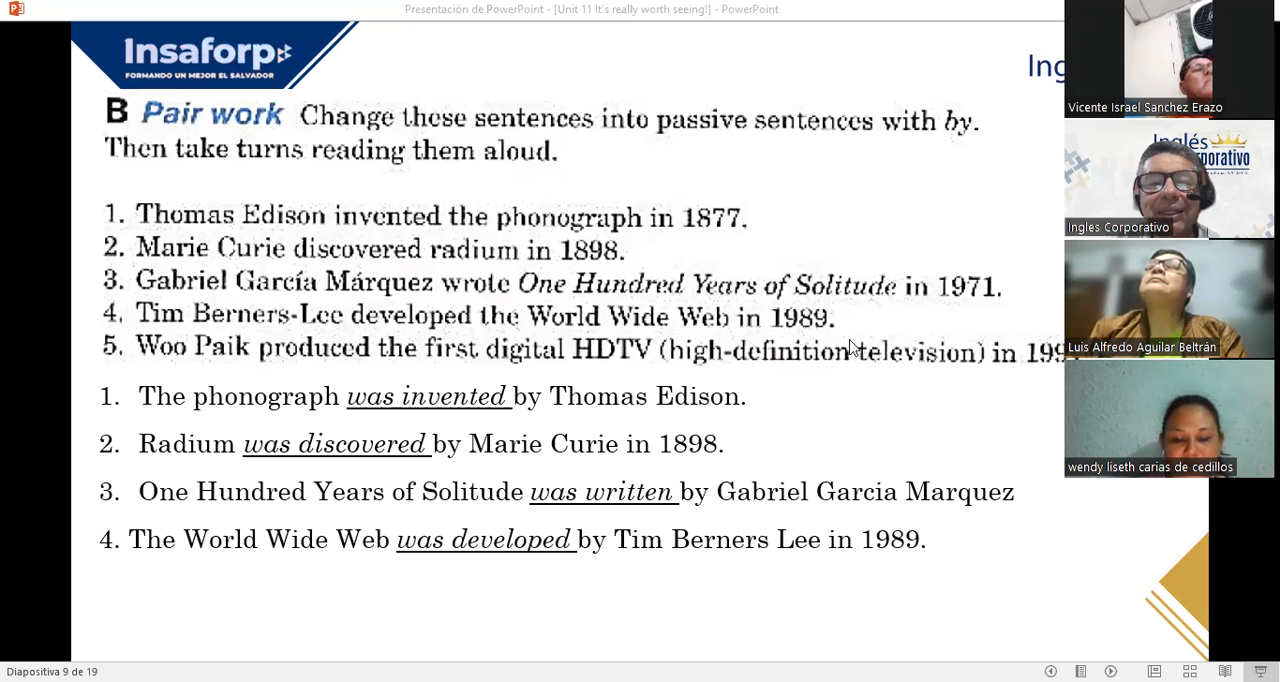 Presentación de PowerPoint - [Unit 11 It's really worth seeing!] - PowerPoint
Insaforp
FORMANDO UN MEJOR EL SALVADOR
Ing
B Pair work Change these sentences into passive sentences with by.
Then take turns reading them aloud.
1. Thomas Edison invented the phonograph in 1877.
2. Marie Curie discovered radium in 1898.
3. Gabriel García Márquez wrote One Hundred Years of Solitude in 1971.
4. Tim Berners-Lee developed the World Wide Web in 1989.
5. Woo Paik produced the first digital HDTV (high-definition television) in 199
1. The phonograph was invented by Thomas Edison.
2. Radium was discovered by Marie Curie in 1898.
3. One Hundred Years of Solitude was written by Gabriel Garcia Marquez
4. The World Wide Web was developed by Tim Berners Lee in 1989.
Vicente Israel Sanchez Erazo
Inglés
Ingles Corporativo
Luis Alfredo Aguilar Beltrán
wendy liseth carias de cedillos
Diapositiva 9 de 19